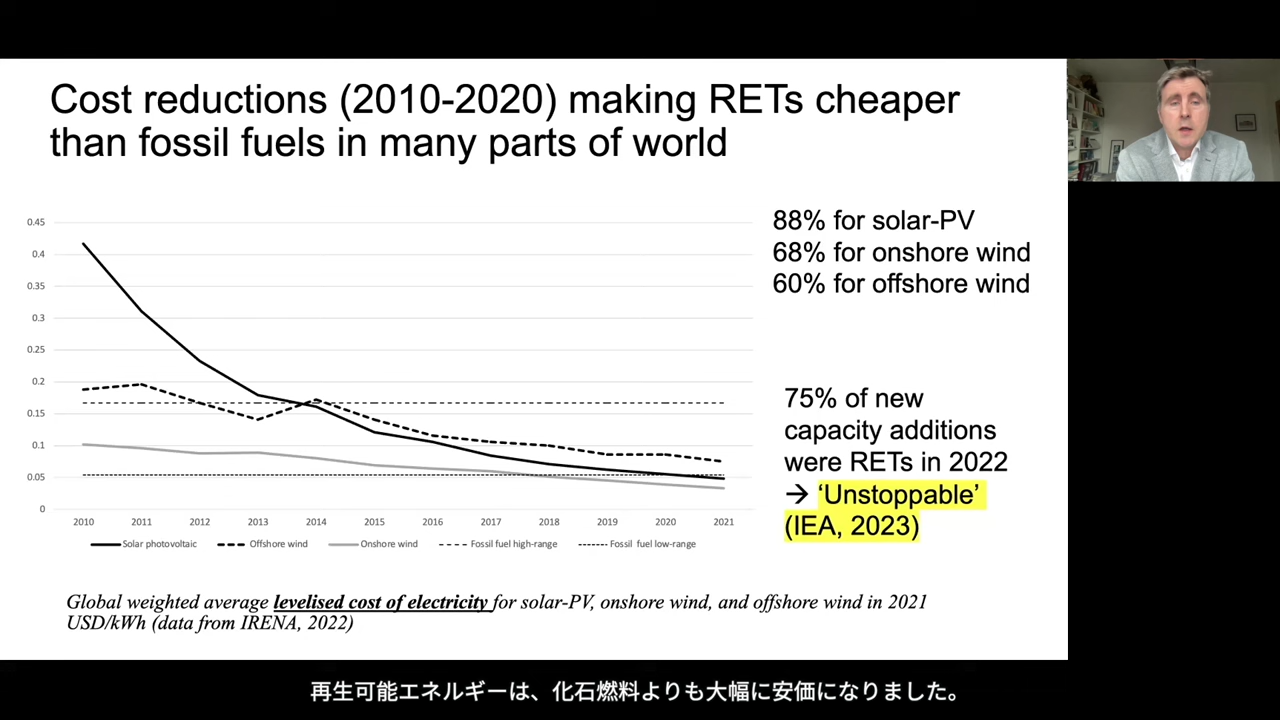 Cost reductions (2010-2020) making RETs cheaper
than fossil fuels in many parts of world
0.45
0.4
0.35
0.3
0.25
0.2
0.15
0.1
0.05
0
2010 2011 2012 2013 2014 2015 2016 2017 2018 2019 2020 2021
Solar photovoltaic Offshore wind Onshore wind Fossil fuel high-range Fossil fuel low-range
88% for solar-PV
68% for onshore wind
60% for offshore wind
75% of new
capacity additions
were RETs in 2022
→ ‘Unstoppable’
(IEA, 2023)
Global weighted average levelised cost of electricity for solar-PV, onshore wind, and offshore wind in 2021
USD/kWh (data from IRENA, 2022)
再生可能エネルギーは、化石燃料よりも大幅に安価になりました。